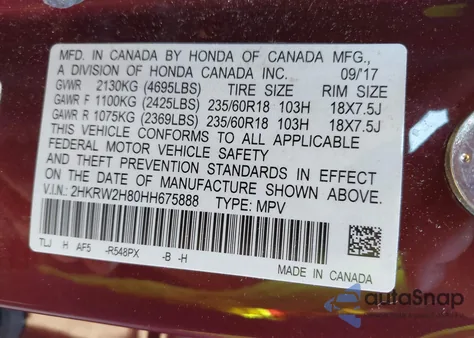 MFD. IN CANADA BY HONDA OF CANADA MFG.,
A DIVISION OF HONDA CANADA INC. 09/17
GVWR 2130KG (4695LBS) TIRE SIZE RIM SIZE
GAWR F 1100KG (2425LBS) 235/60R18 103H 18X7.5J
GAWR R 1075KG (2369LBS) 235/60R18 103H 18X7.5J
THIS VEHICLE CONFORMS TO ALL APPLICABLE
FEDERAL MOTOR VEHICLE SAFETY
AND THEFT PREVENTION STANDARDS IN EFFECT
ON THE DATE OF MANUFACTURE SHOWN ABOVE.
V.I.N.: 2HKRW2H80HH675888 TYPE: MPV
TLJ H AF5 -R548PX -B -H
MADE IN CANADA
autoSnap